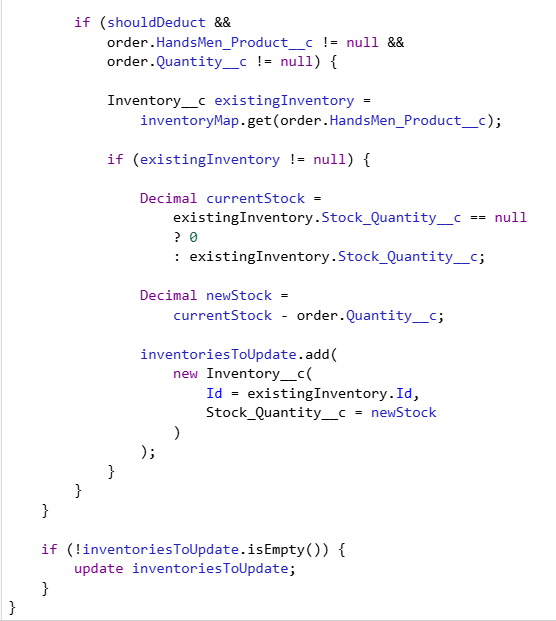 if (shouldDeduct &&
            order.HandsMen_Product__c != null &&
            order.Quantity__c != null) {

            Inventory__c existingInventory =
                inventoryMap.get(order.HandsMen_Product__c);

            if (existingInventory != null) {

                Decimal currentStock =
                    existingInventory.Stock_Quantity__c == null
                    ? 0
                    : existingInventory.Stock_Quantity__c;

                Decimal newStock =
                    currentStock - order.Quantity__c;

                inventoriesToUpdate.add(
                    new Inventory__c(
                        Id = existingInventory.Id,
                        Stock_Quantity__c = newStock
                    )
                );
            }
        }
    }

    if (!inventoriesToUpdate.isEmpty()) {
        update inventoriesToUpdate;
    }
}